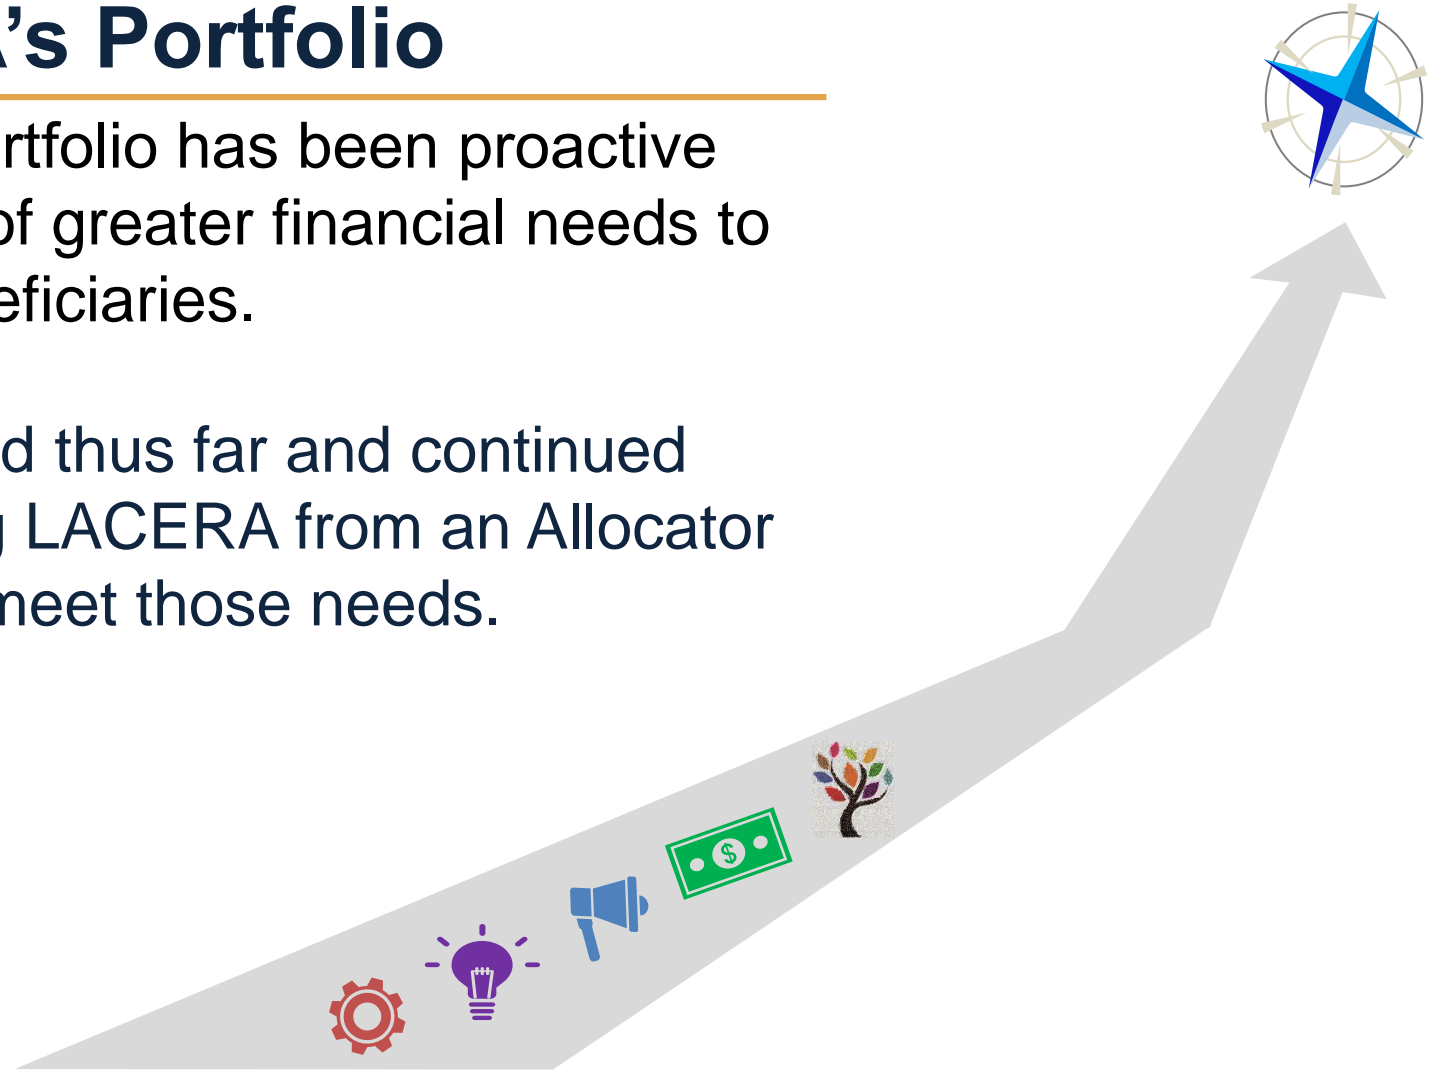 ’s Portfolio
rtfolio has been proactive
of greater financial needs to
eficiaries.
d thus far and continued
g LACERA from an Allocator
meet those needs.
$